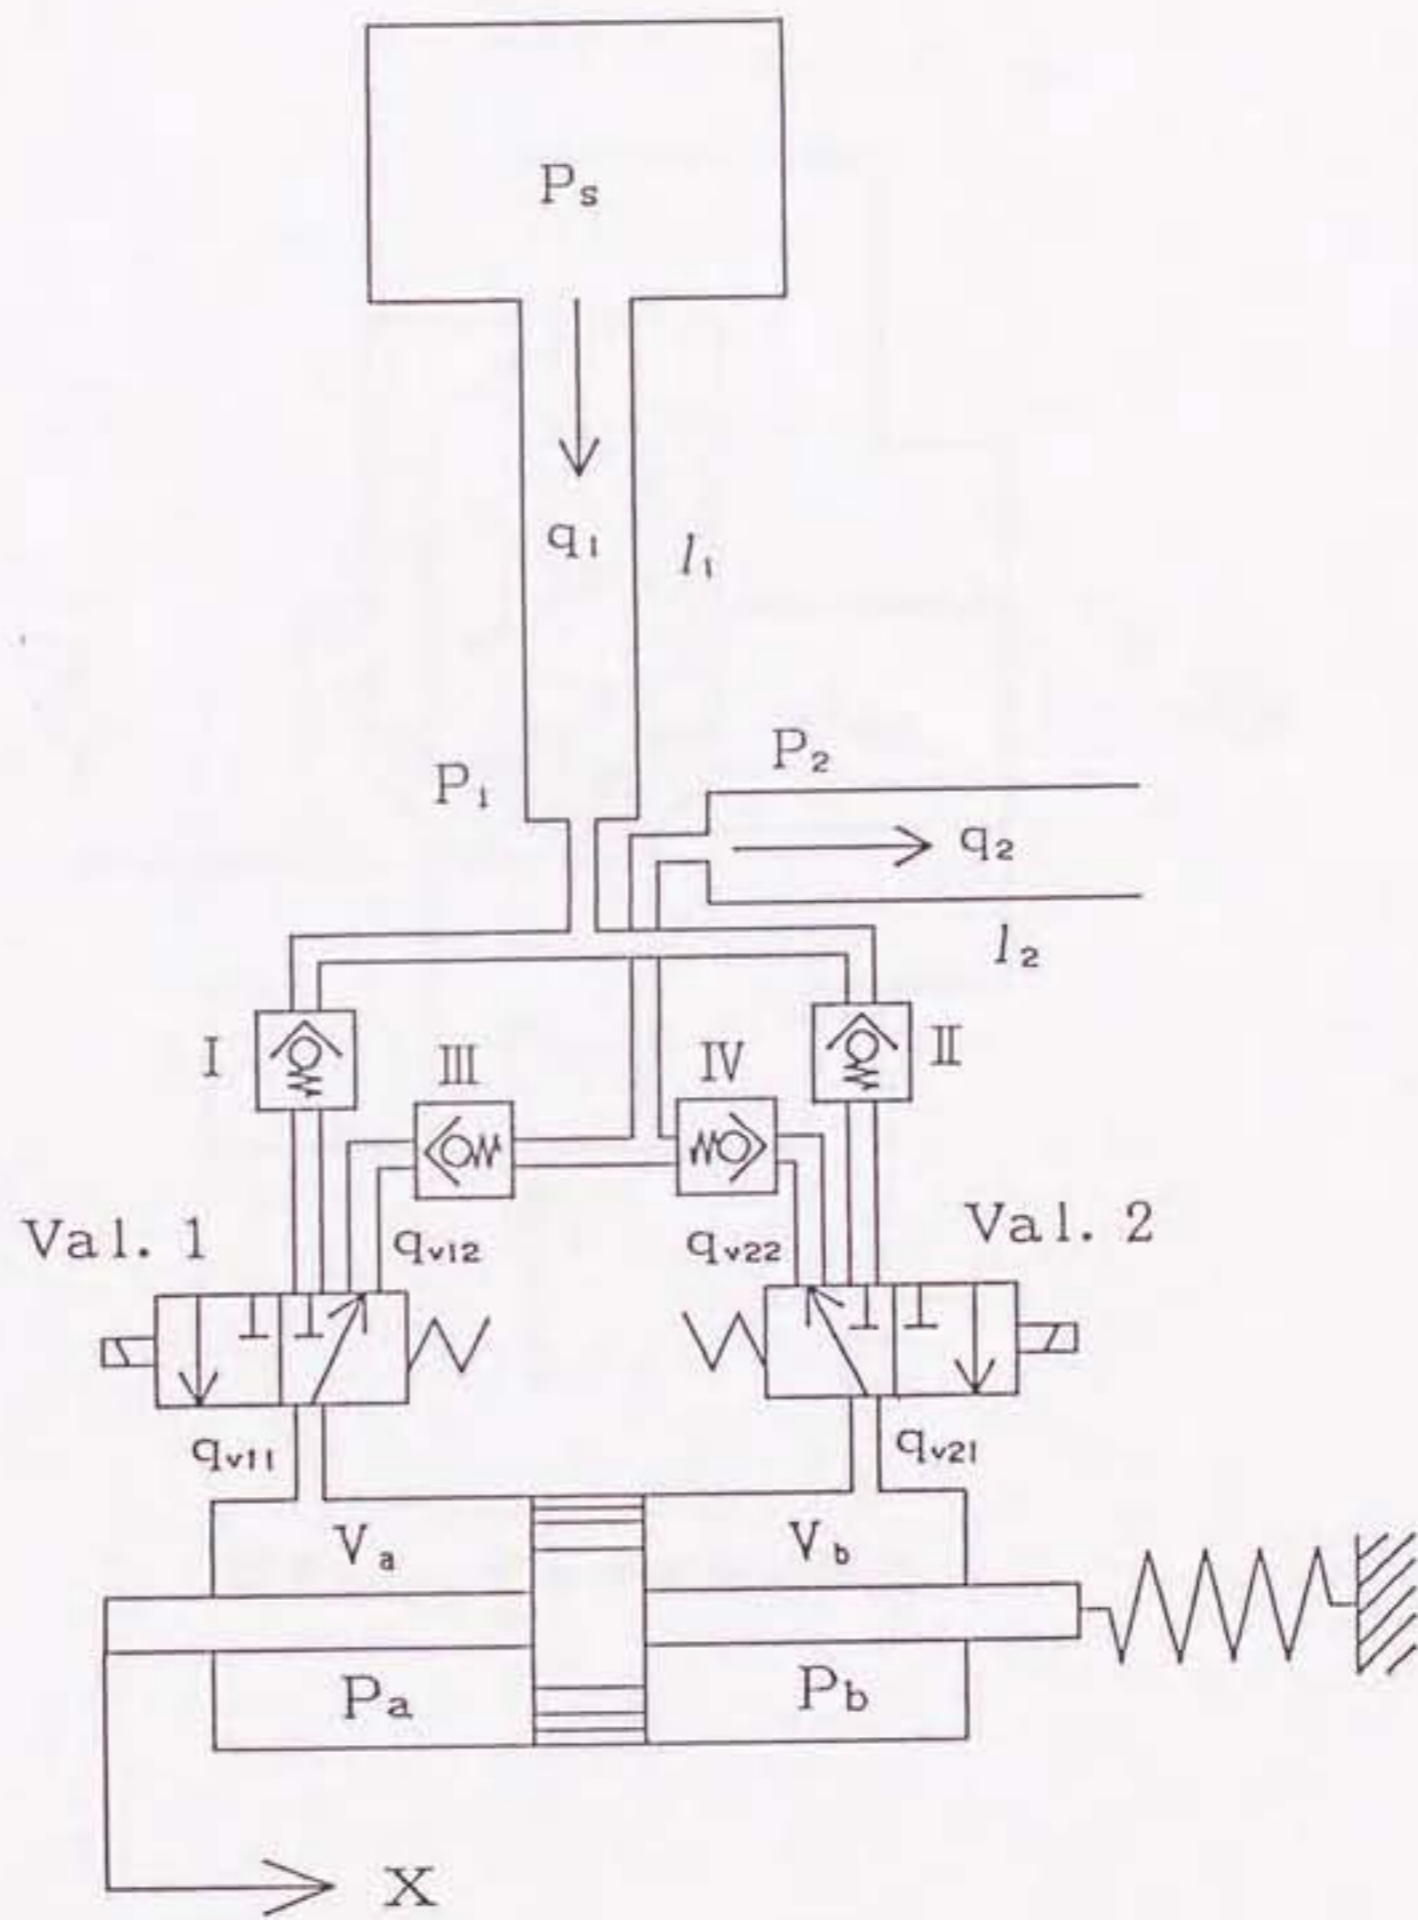 Ps
q₁
l₁
P₁
P₂
q₂
l₂
I
II
III
IV
Val. 1
Val. 2
qv12
qv22
qv11
qv21
Va
Vb
Pa
Pb
X